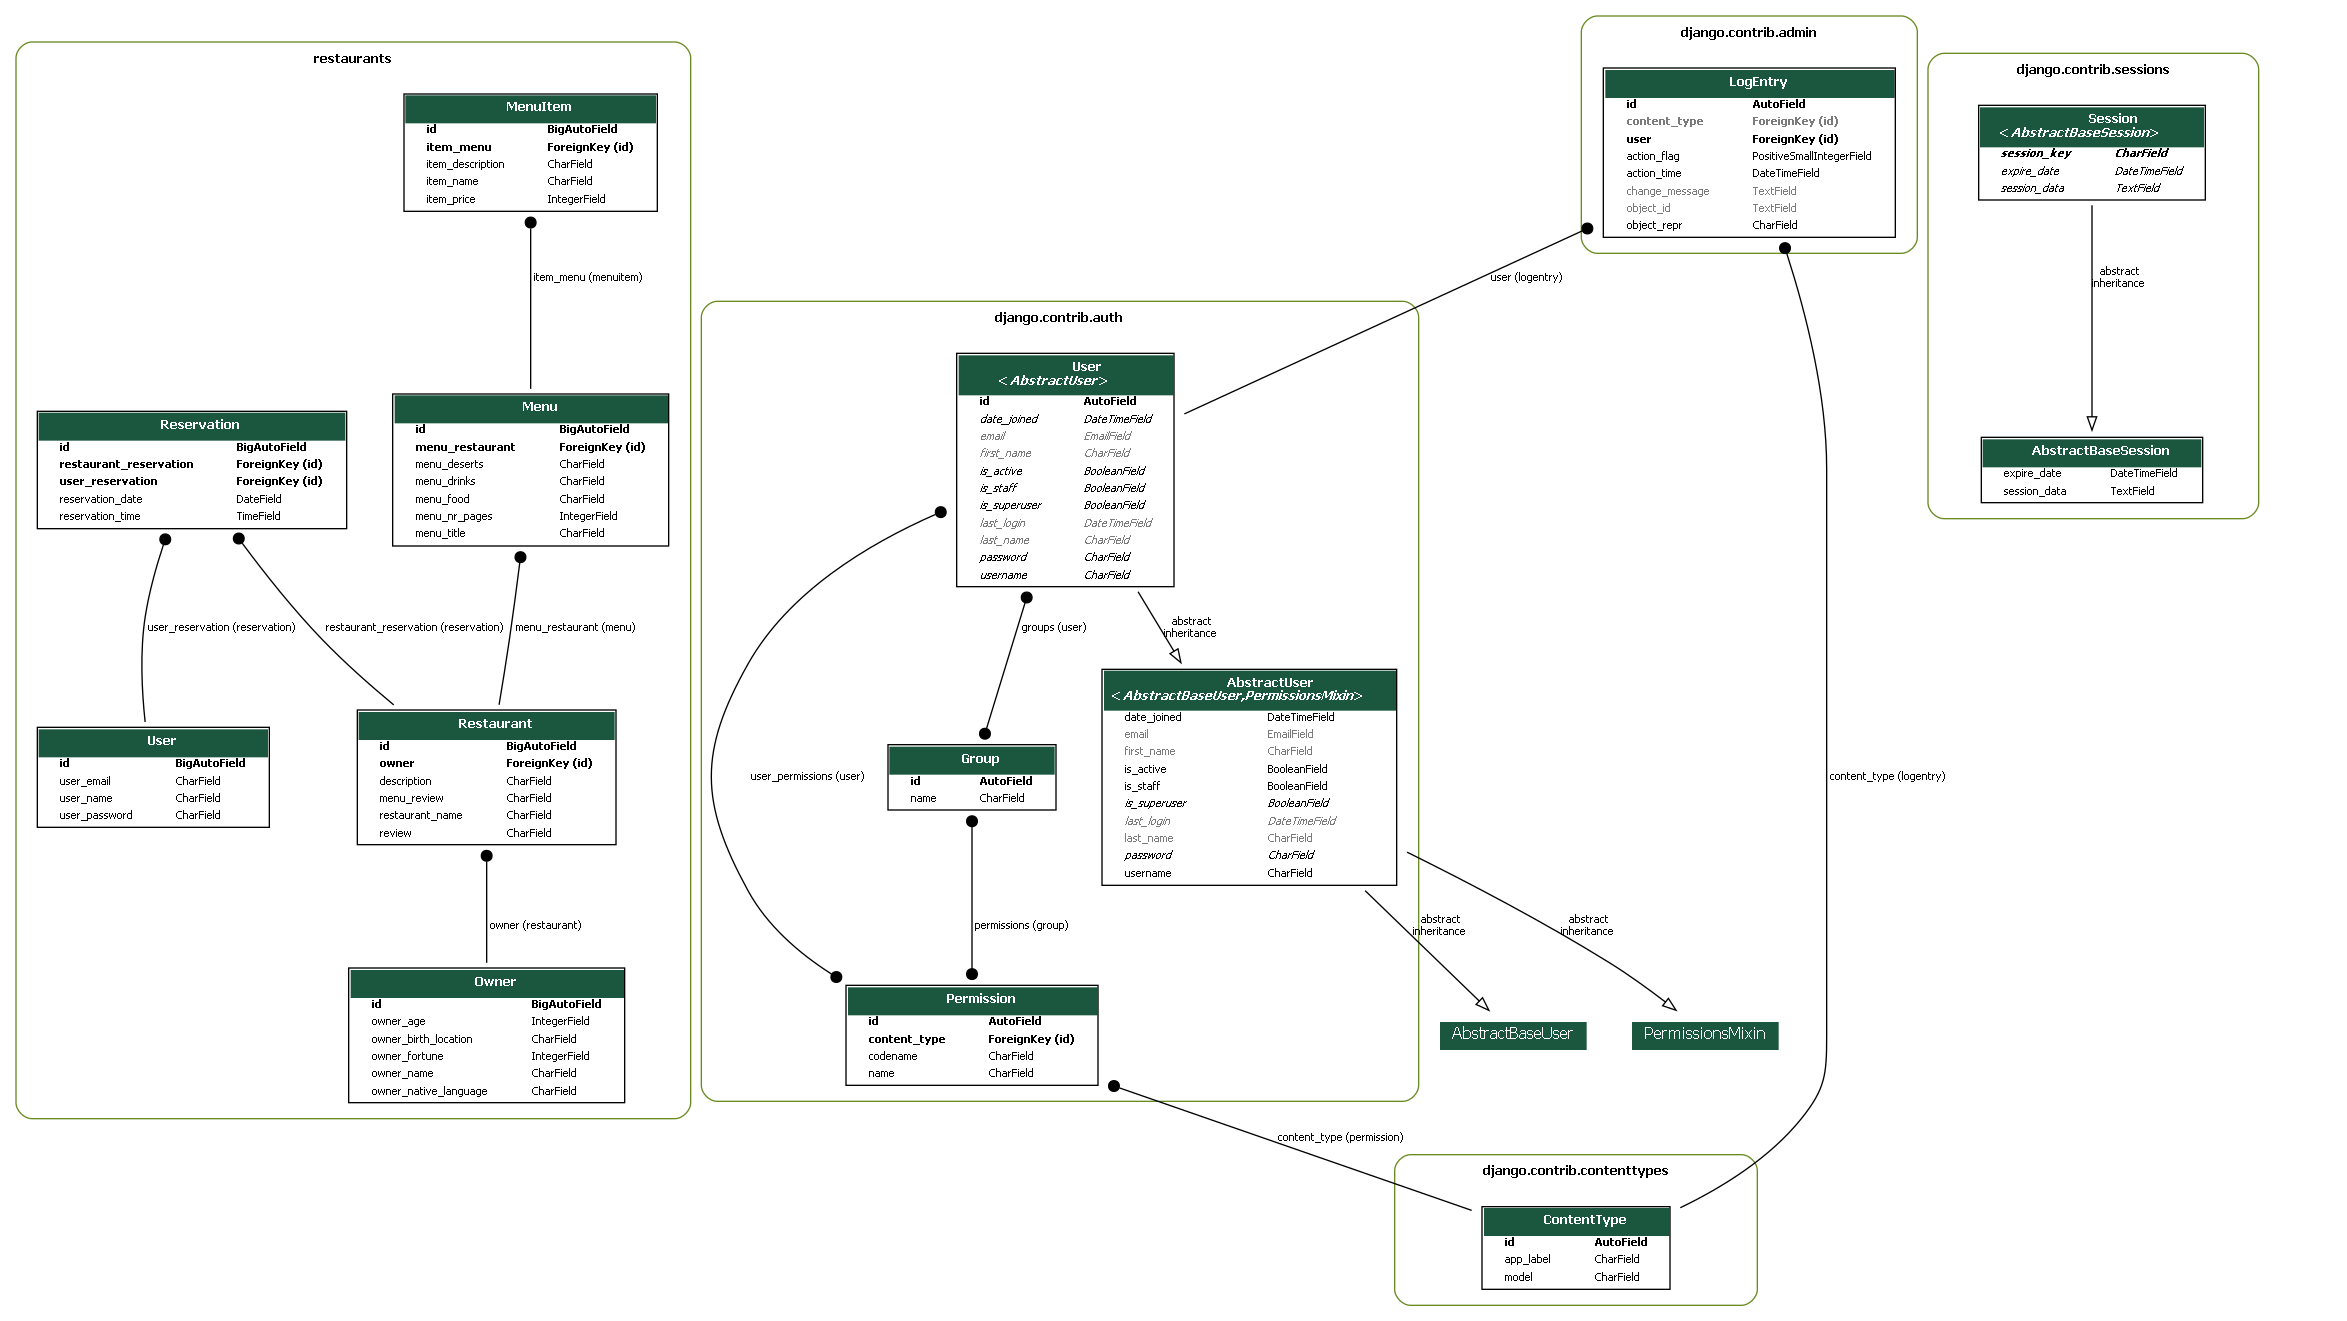 restaurants
MenuItem
id BigAutoField
item_menu ForeignKey (id)
item_description CharField
item_name CharField
item_price IntegerField
item_menu (menuitem)
Reservation
id BigAutoField
restaurant_reservation ForeignKey (id)
user_reservation ForeignKey (id)
reservation_date DateField
reservation_time TimeField
Menu
id BigAutoField
menu_restaurant ForeignKey (id)
menu_deserts CharField
menu_drinks CharField
menu_food CharField
menu_nr_pages IntegerField
menu_title CharField
user_reservation (reservation)
restaurant_reservation (reservation)
menu_restaurant (menu)
User
id BigAutoField
user_email CharField
user_name CharField
user_password CharField
Restaurant
id BigAutoField
owner ForeignKey (id)
description CharField
menu_review CharField
restaurant_name CharField
review CharField
owner (restaurant)
Owner
id BigAutoField
owner_age IntegerField
owner_birth_location CharField
owner_fortune IntegerField
owner_name CharField
owner_native_language CharField
django.contrib.auth
User
<AbstractUser>
id AutoField
date_joined DateTimeField
email EmailField
first_name CharField
is_active BooleanField
is_staff BooleanField
is_superuser BooleanField
last_login DateTimeField
last_name CharField
password CharField
username CharField
groups (user)
abstract
inheritance
AbstractUser
<AbstractBaseUser,PermissionsMixin>
date_joined DateTimeField
email EmailField
first_name CharField
is_active BooleanField
is_staff BooleanField
is_superuser BooleanField
last_login DateTimeField
last_name CharField
password CharField
username CharField
user_permissions (user)
Group
id AutoField
name CharField
permissions (group)
Permission
id AutoField
content_type ForeignKey (id)
codename CharField
name CharField
abstract
inheritance
abstract
inheritance
AbstractBaseUser
PermissionsMixin
content_type (permission)
django.contrib.admin
LogEntry
id AutoField
content_type ForeignKey (id)
user ForeignKey (id)
action_flag PositiveSmallIntegerField
action_time DateTimeField
change_message TextField
object_id TextField
object_repr CharField
user (logentry)
content_type (logentry)
django.contrib.sessions
Session
<AbstractBaseSession>
session_key CharField
expire_date DateTimeField
session_data TextField
abstract
inheritance
AbstractBaseSession
expire_date DateTimeField
session_data TextField
django.contrib.contenttypes
ContentType
id AutoField
app_label CharField
model CharField